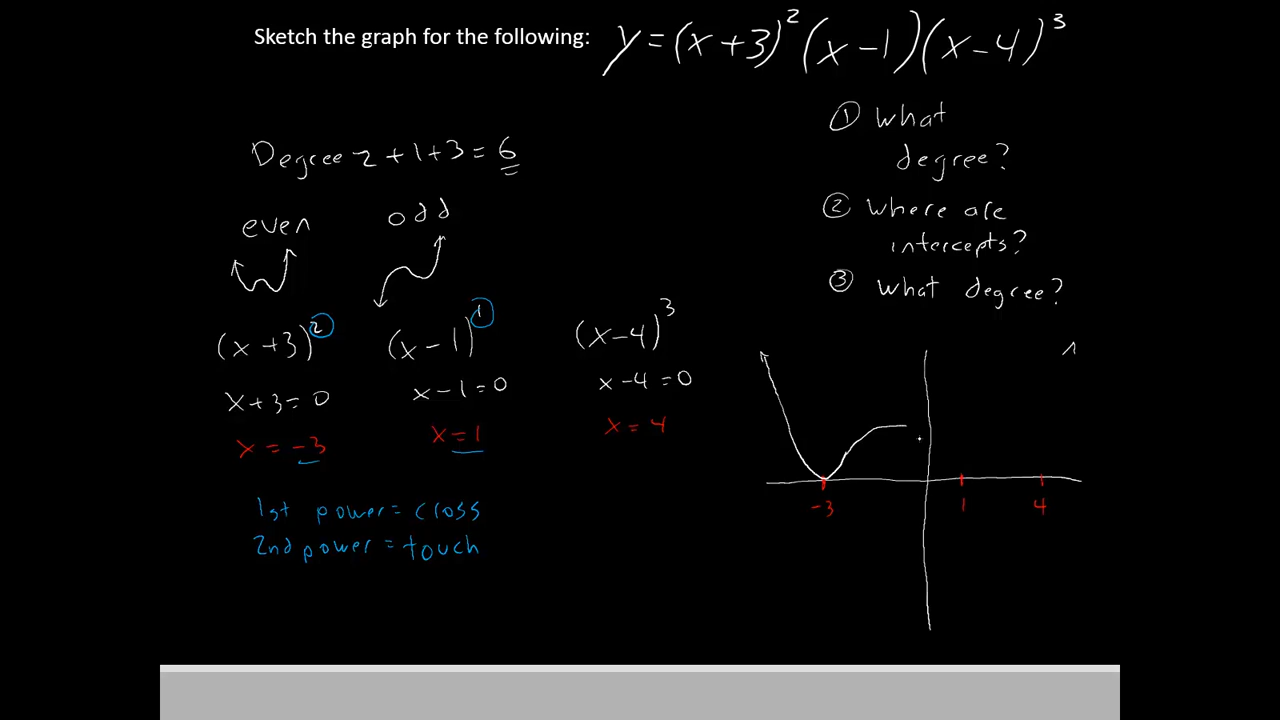 Sketch the graph for the following: y = (x + 3)² (x - 1)(x - 4)³
① What
degree?
② Where are
intercepts?
③ What degree?
Degree 2 + 1 + 3 = 6
even odd
(x + 3)² (x - 1)¹ (x - 4)³
x + 3 = 0 x - 1 = 0 x - 4 = 0
x = -3 x = 1 x = 4
1st power = cross
2nd power = touch
-3 1 4